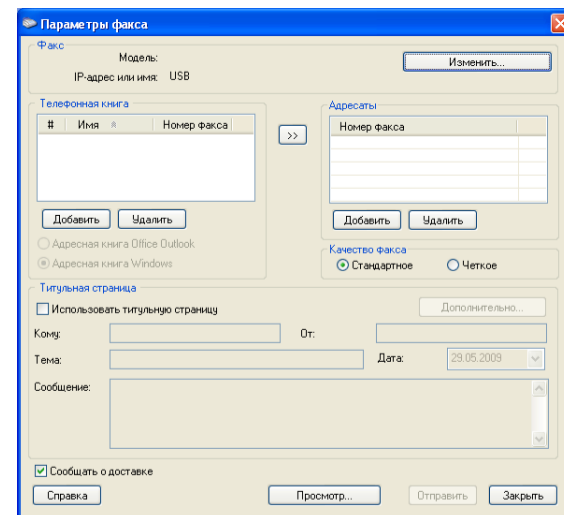 Параметры факса
Факс
Модель:
IP-адрес или имя: USB
Изменить...
Телефонная книга
# Имя Номер факса
Добавить Удалить
Адресная книга Office Outlook
Адресная книга Windows
>>
Адресаты
Номер факса
Добавить Удалить
Качество факса
Стандартное Четкое
Титульная страница
Использовать титульную страницу
Дополнительно...
Кому: От:
Тема: Дата: 29.05.2009
Сообщение:
Сообщать о доставке
Справка Просмотр... Отправить Закрыть